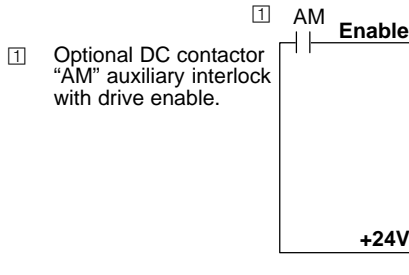 1 AM
Enable
1 Optional DC contactor
“AM” auxiliary interlock
with drive enable.
+24V